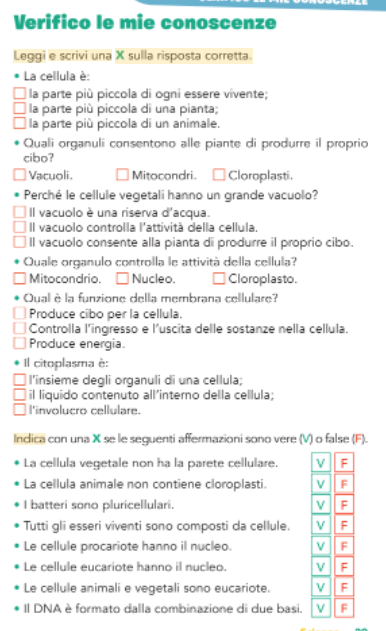 Verifico le mie conoscenze
Leggi e scrivi una X sulla risposta corretta.
• La cellula è:
la parte più piccola di ogni essere vivente;
la parte più piccola di una pianta;
la parte più piccola di un animale.
• Quali organuli consentono alle piante di produrre il proprio
cibo?
Vacuoli. Mitocondri. Cloroplasti.
• Perché le cellule vegetali hanno un grande vacuolo?
Il vacuolo è una riserva d'acqua.
Il vacuolo controlla l'attività della cellula.
Il vacuolo consente alla pianta di produrre il proprio cibo.
• Quale organulo controlla le attività della cellula?
Mitocondrio. Nucleo. Cloroplasto.
• Qual è la funzione della membrana cellulare?
Produce cibo per la cellula.
Controlla l'ingresso e l'uscita delle sostanze nella cellula.
Produce energia.
• Il citoplasma è:
l'insieme degli organuli di una cellula;
il liquido contenuto all'interno della cellula;
l'involucro cellulare.
Indica con una X se le seguenti affermazioni sono vere (V) o false (F).
• La cellula vegetale non ha la parete cellulare. V F
• La cellula animale non contiene cloroplasti. V F
• I batteri sono pluricellulari. V F
• Tutti gli esseri viventi sono composti da cellule. V F
• Le cellule procariote hanno il nucleo. V F
• Le cellule eucariote hanno il nucleo. V F
• Le cellule animali e vegetali sono eucariote. V F
• Il DNA è formato dalla combinazione di due basi. V F